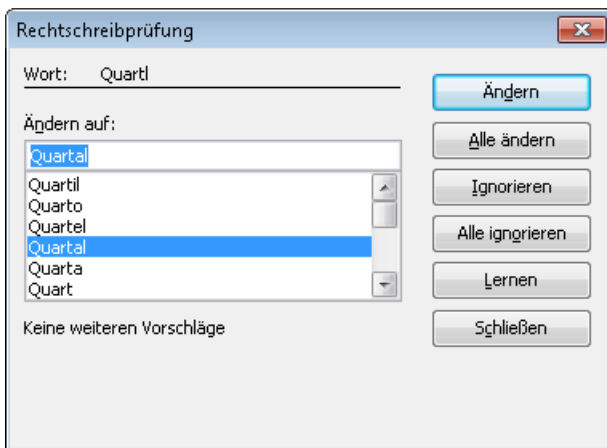 Rechtschreibprüfung
Wort: Quartl
Ändern auf:
Quartal
Quartil
Quarto
Quartel
Quartal
Quarta
Quart
Keine weiteren Vorschläge
Ändern
Alle ändern
Ignorieren
Alle ignorieren
Lernen
Schließen